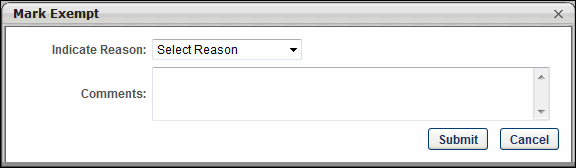 Mark Exempt
Indicate Reason: Select Reason
Comments:
Submit Cancel